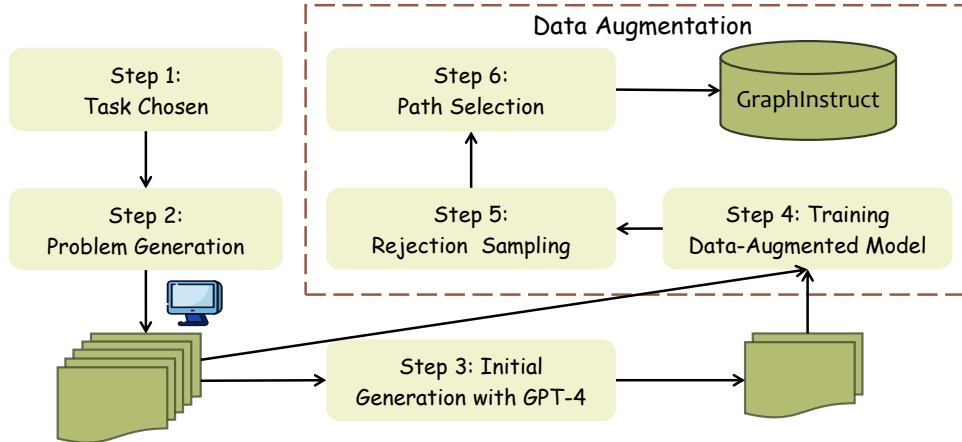 Data Augmentation
Step 1:
Task Chosen
Step 6:
Path Selection
GraphInstruct
Step 2:
Problem Generation
Step 5:
Rejection Sampling
Step 4: Training
Data-Augmented Model
Step 3: Initial
Generation with GPT-4